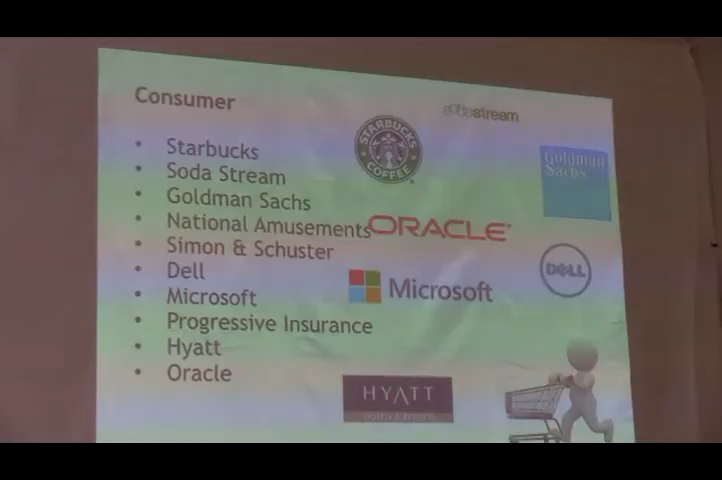 Consumer
sodastream
STARBUCKS
COFFEE
• Starbucks
• Soda Stream
• Goldman Sachs
• National Amusements
• Simon & Schuster
• Dell
• Microsoft
• Progressive Insurance
• Hyatt
• Oracle
Goldman
Sachs
ORACLE
DELL
Microsoft
HYATT